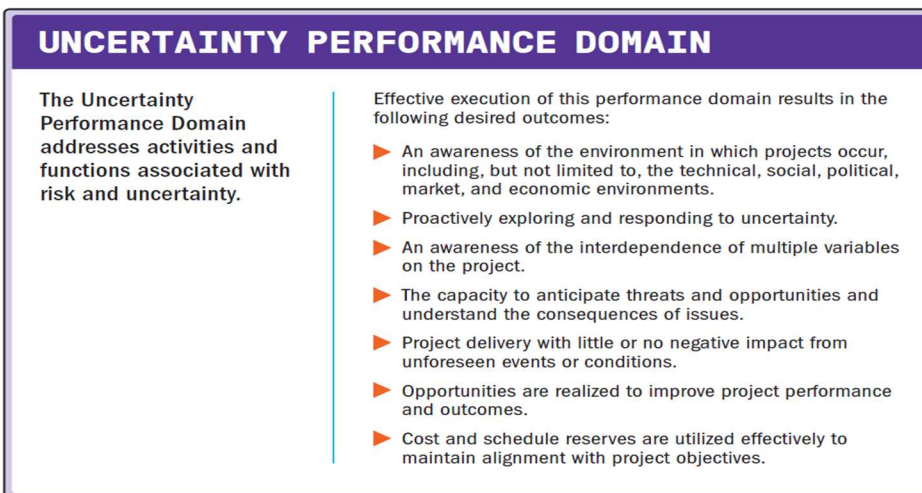 UNCERTAINTY PERFORMANCE DOMAIN
The Uncertainty
Performance Domain
addresses activities and
functions associated with
risk and uncertainty.
Effective execution of this performance domain results in the
following desired outcomes:
An awareness of the environment in which projects occur,
including, but not limited to, the technical, social, political,
market, and economic environments.
Proactively exploring and responding to uncertainty.
An awareness of the interdependence of multiple variables
on the project.
The capacity to anticipate threats and opportunities and
understand the consequences of issues.
Project delivery with little or no negative impact from
unforeseen events or conditions.
Opportunities are realized to improve project performance
and outcomes.
Cost and schedule reserves are utilized effectively to
maintain alignment with project objectives.